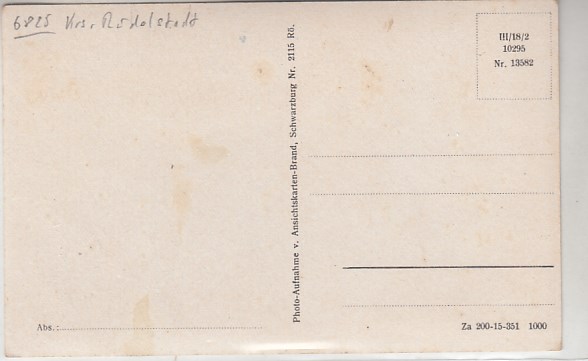 6825 Krs. Rudolstadt
III/18/2
10295
Nr. 13582
Photo-Aufnahme v. Ansichtskarten-Brand, Schwarzburg Nr. 2115 Rö.
Abs.:
Za 200-15-351 1000